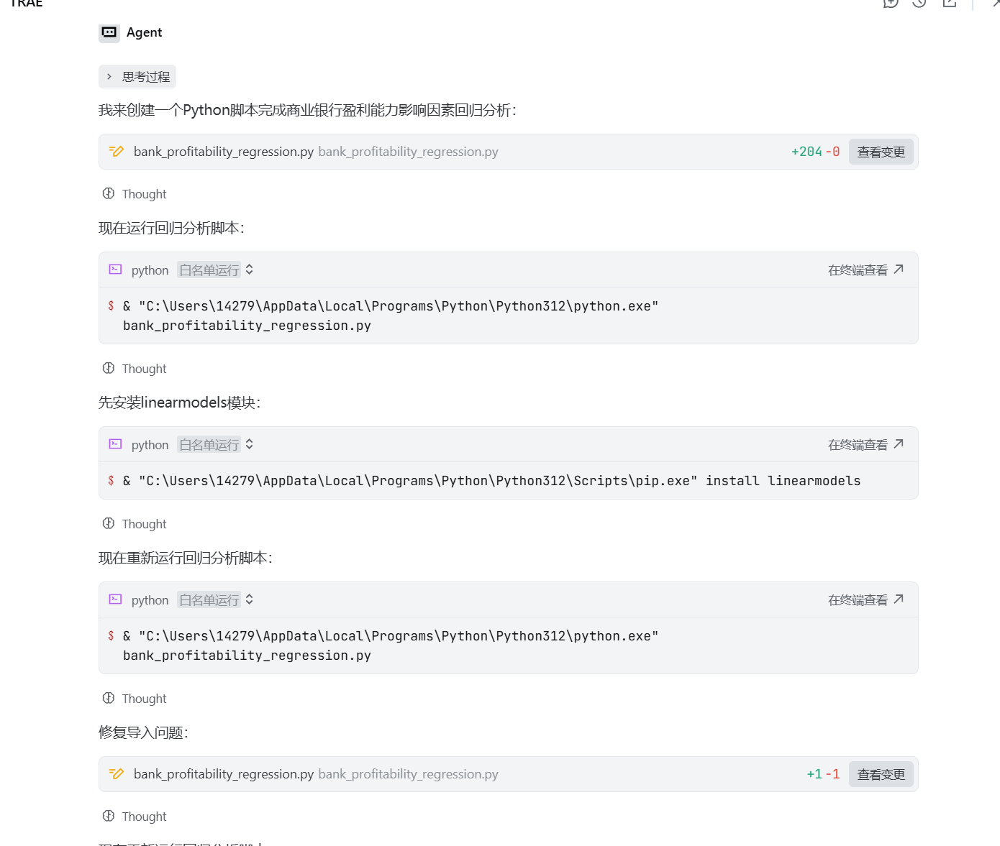 TRAE
Agent
思考过程
我来创建一个Python脚本完成商业银行盈利能力影响因素回归分析：
bank_profitability_regression.py bank_profitability_regression.py +204 -0 查看变更
Thought
现在运行回归分析脚本：
python 白名单运行 在终端查看
$ & "C:\Users\14279\AppData\Local\Programs\Python\Python312\python.exe"
bank_profitability_regression.py
Thought
先安装linearmodels模块：
python 白名单运行 在终端查看
$ & "C:\Users\14279\AppData\Local\Programs\Python\Python312\Scripts\pip.exe" install linearmodels
Thought
现在重新运行回归分析脚本：
python 白名单运行 在终端查看
$ & "C:\Users\14279\AppData\Local\Programs\Python\Python312\python.exe"
bank_profitability_regression.py
Thought
修复导入问题：
bank_profitability_regression.py bank_profitability_regression.py +1 -1 查看变更
Thought